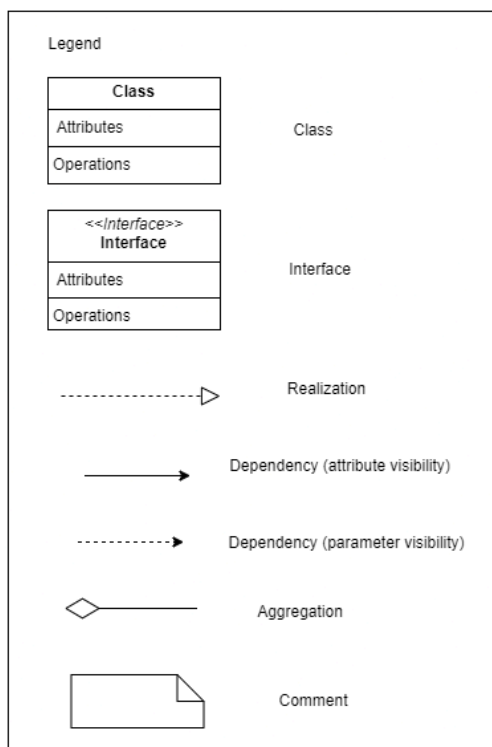 Legend
Class
Attributes
Operations
Class
<<Interface>>
Interface
Attributes
Operations
Interface
Realization
Dependency (attribute visibility)
Dependency (parameter visibility)
Aggregation
Comment